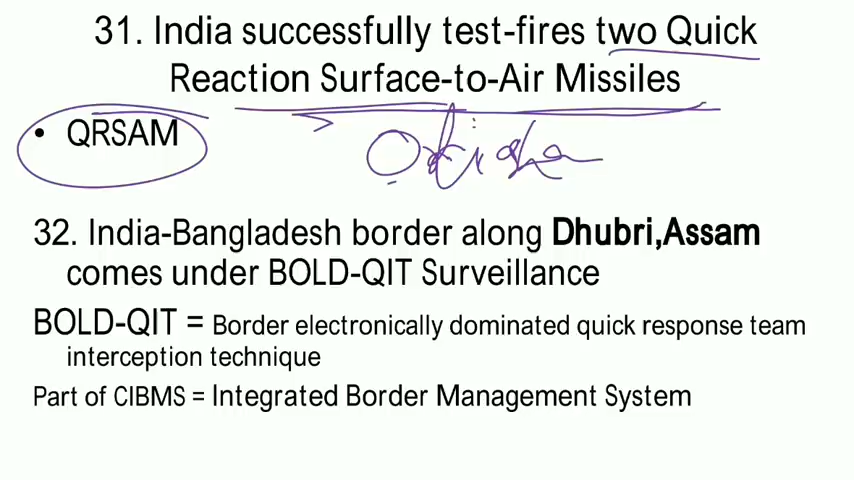 31. India successfully test-fires two Quick
Reaction Surface-to-Air Missiles
• QRSAM
Odisha
32. India-Bangladesh border along Dhubri,Assam
comes under BOLD-QIT Surveillance
BOLD-QIT = Border electronically dominated quick response team
interception technique
Part of CIBMS = Integrated Border Management System